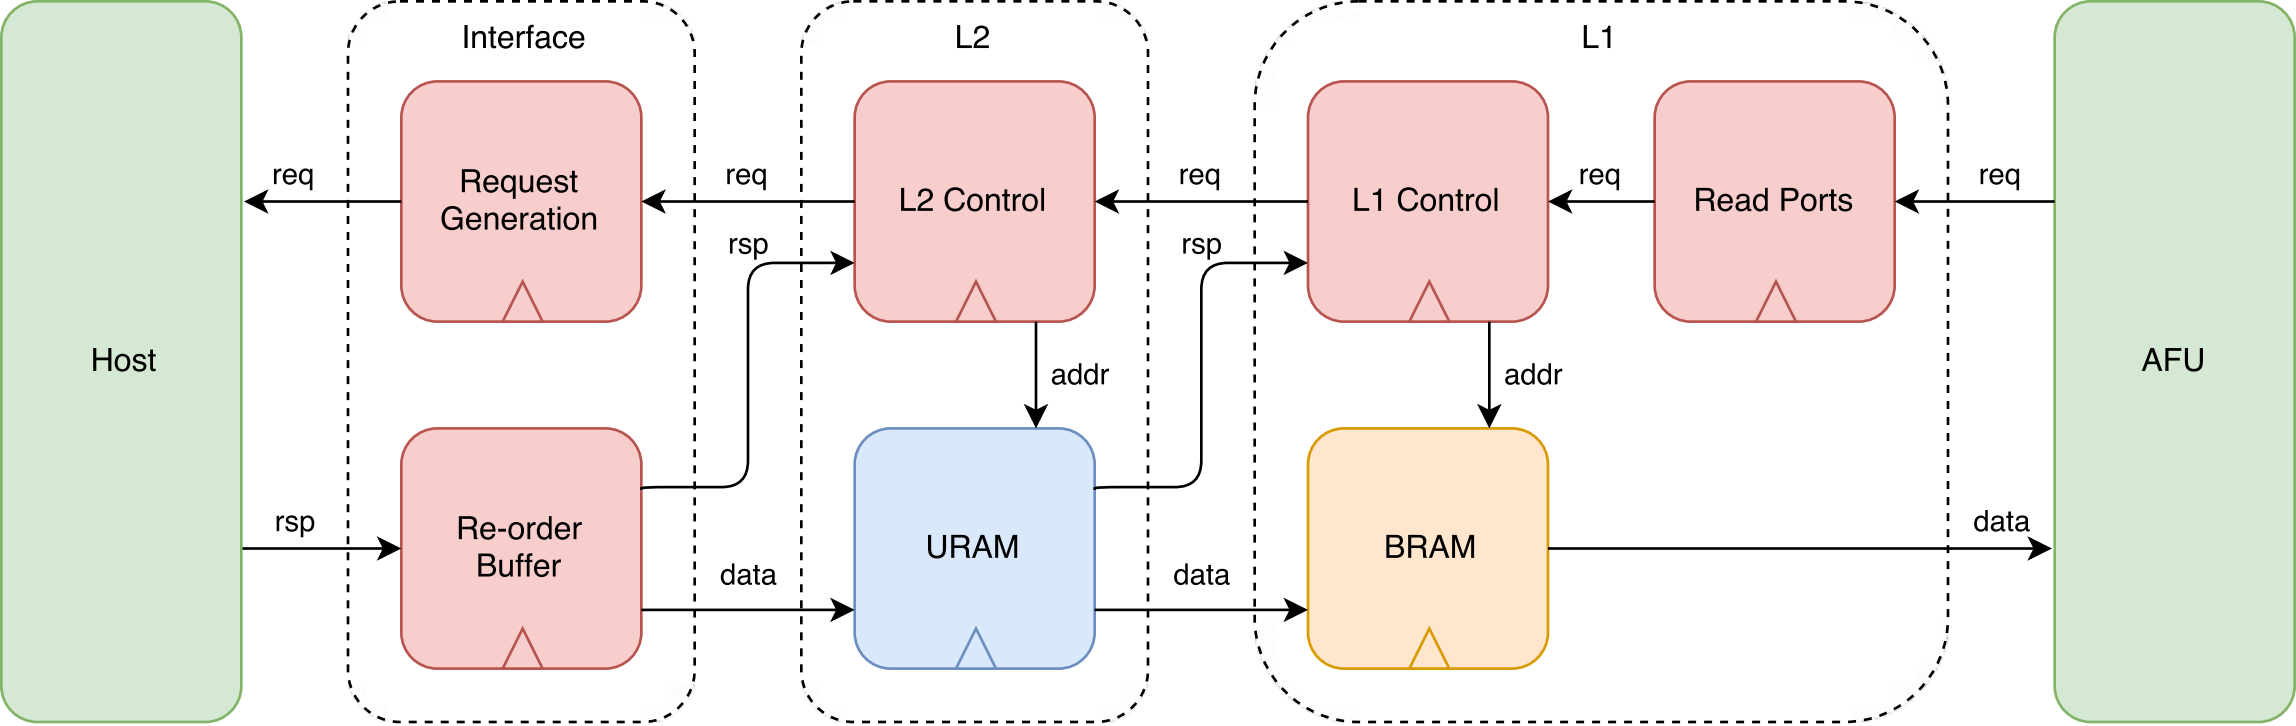 Interface
L2
L1
req
Request
Generation
req
L2 Control
req
L1 Control
req
Read Ports
req
rsp
rsp
Host
addr
addr
AFU
rsp
Re-order
Buffer
data
URAM
data
BRAM
data